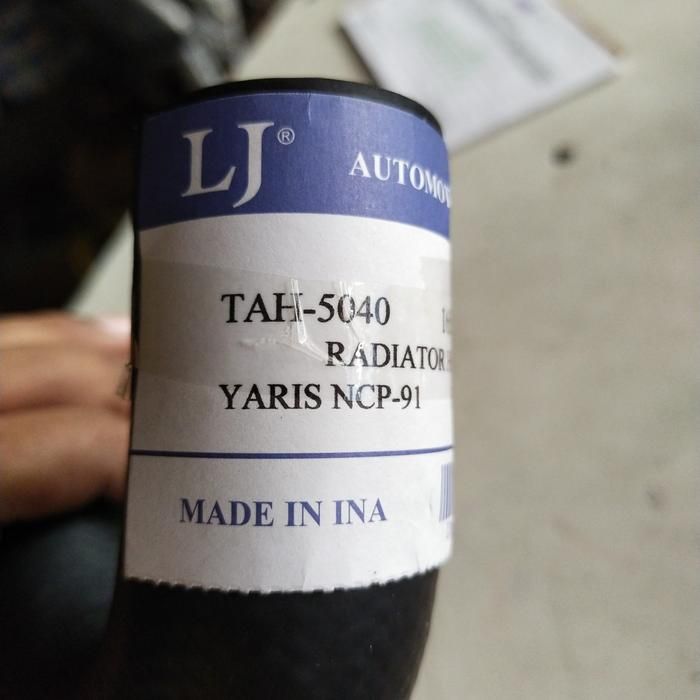 LJ®
TAH-5040
RADIATOR
YARIS NCP-91
MADE IN INA